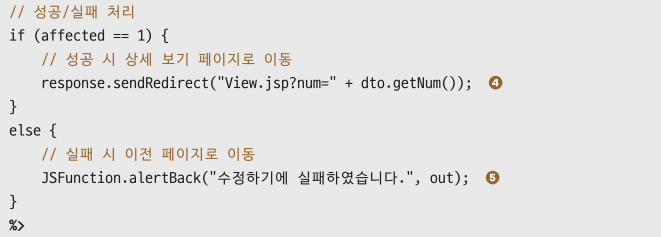 // 성공/실패 처리
if (affected == 1) {
    // 성공 시 상세 보기 페이지로 이동
    response.sendRedirect("View.jsp?num=" + dto.getNum()); ❹
}
else {
    // 실패 시 이전 페이지로 이동
    JSFunction.alertBack("수정하기에 실패하였습니다.", out); ❺
}
%>